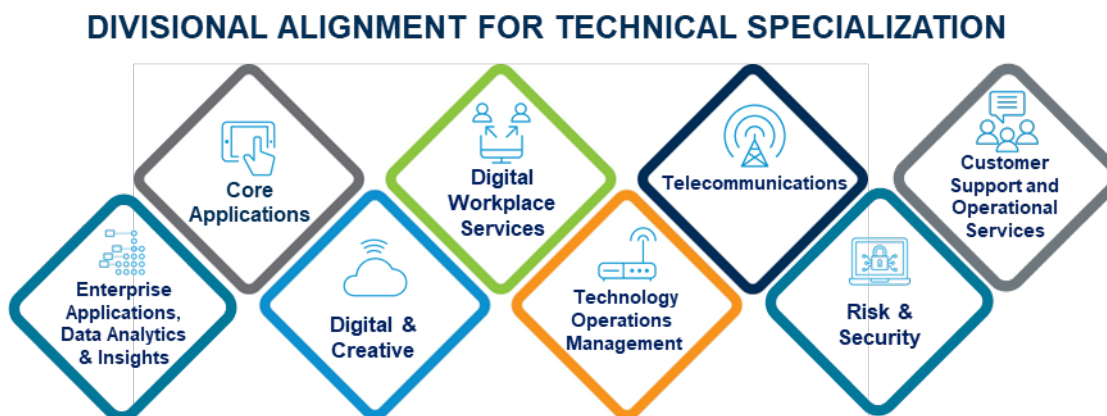 DIVISIONAL ALIGNMENT FOR TECHNICAL SPECIALIZATION
Enterprise
Applications,
Data Analytics
& Insights
Core
Applications
Digital &
Creative
Digital
Workplace
Services
Technology
Operations
Management
Telecommunications
Risk &
Security
Customer
Support and
Operational
Services